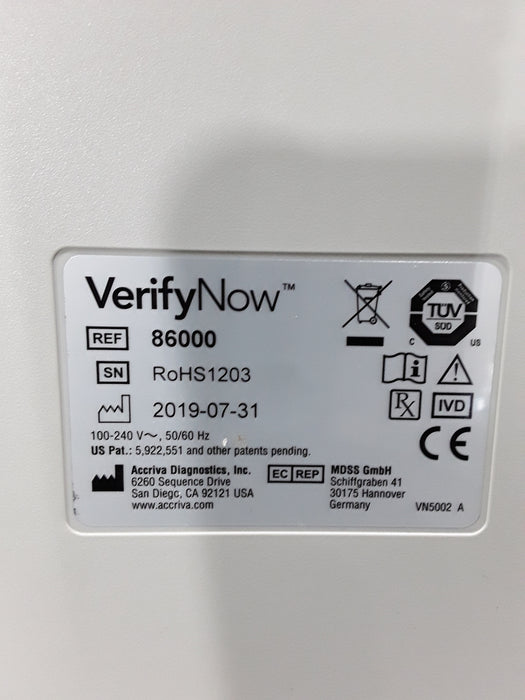 VerifyNow™
REF 86000
SN RoHS1203
2019-07-31
100-240 V~, 50/60 Hz
US Pat.: 5,922,551 and other patents pending.
Accriva Diagnostics, Inc.
6260 Sequence Drive
San Diego, CA 92121 USA
www.accriva.com
EC REP
MDSS GmbH
Schiffgraben 41
30175 Hannover
Germany
TÜV
SÜD
C US
i
Rx IVD
CE
VN5002 A